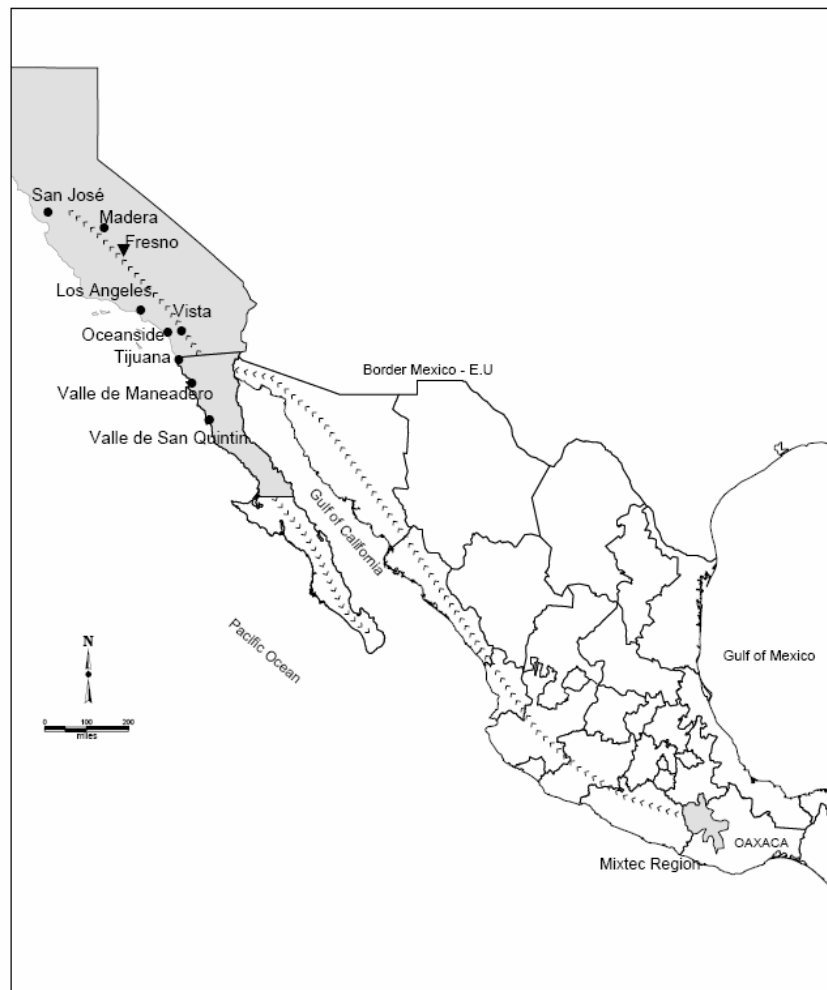 San José
Madera
Fresno
Los Angeles
Vista
Oceanside
Tijuana
Border Mexico - E.U
Valle de Maneadero
Valle de San Quintin
Gulf of California
Pacific Ocean
N
Gulf of Mexico
0 100 200
miles
OAXACA
Mixtec Region